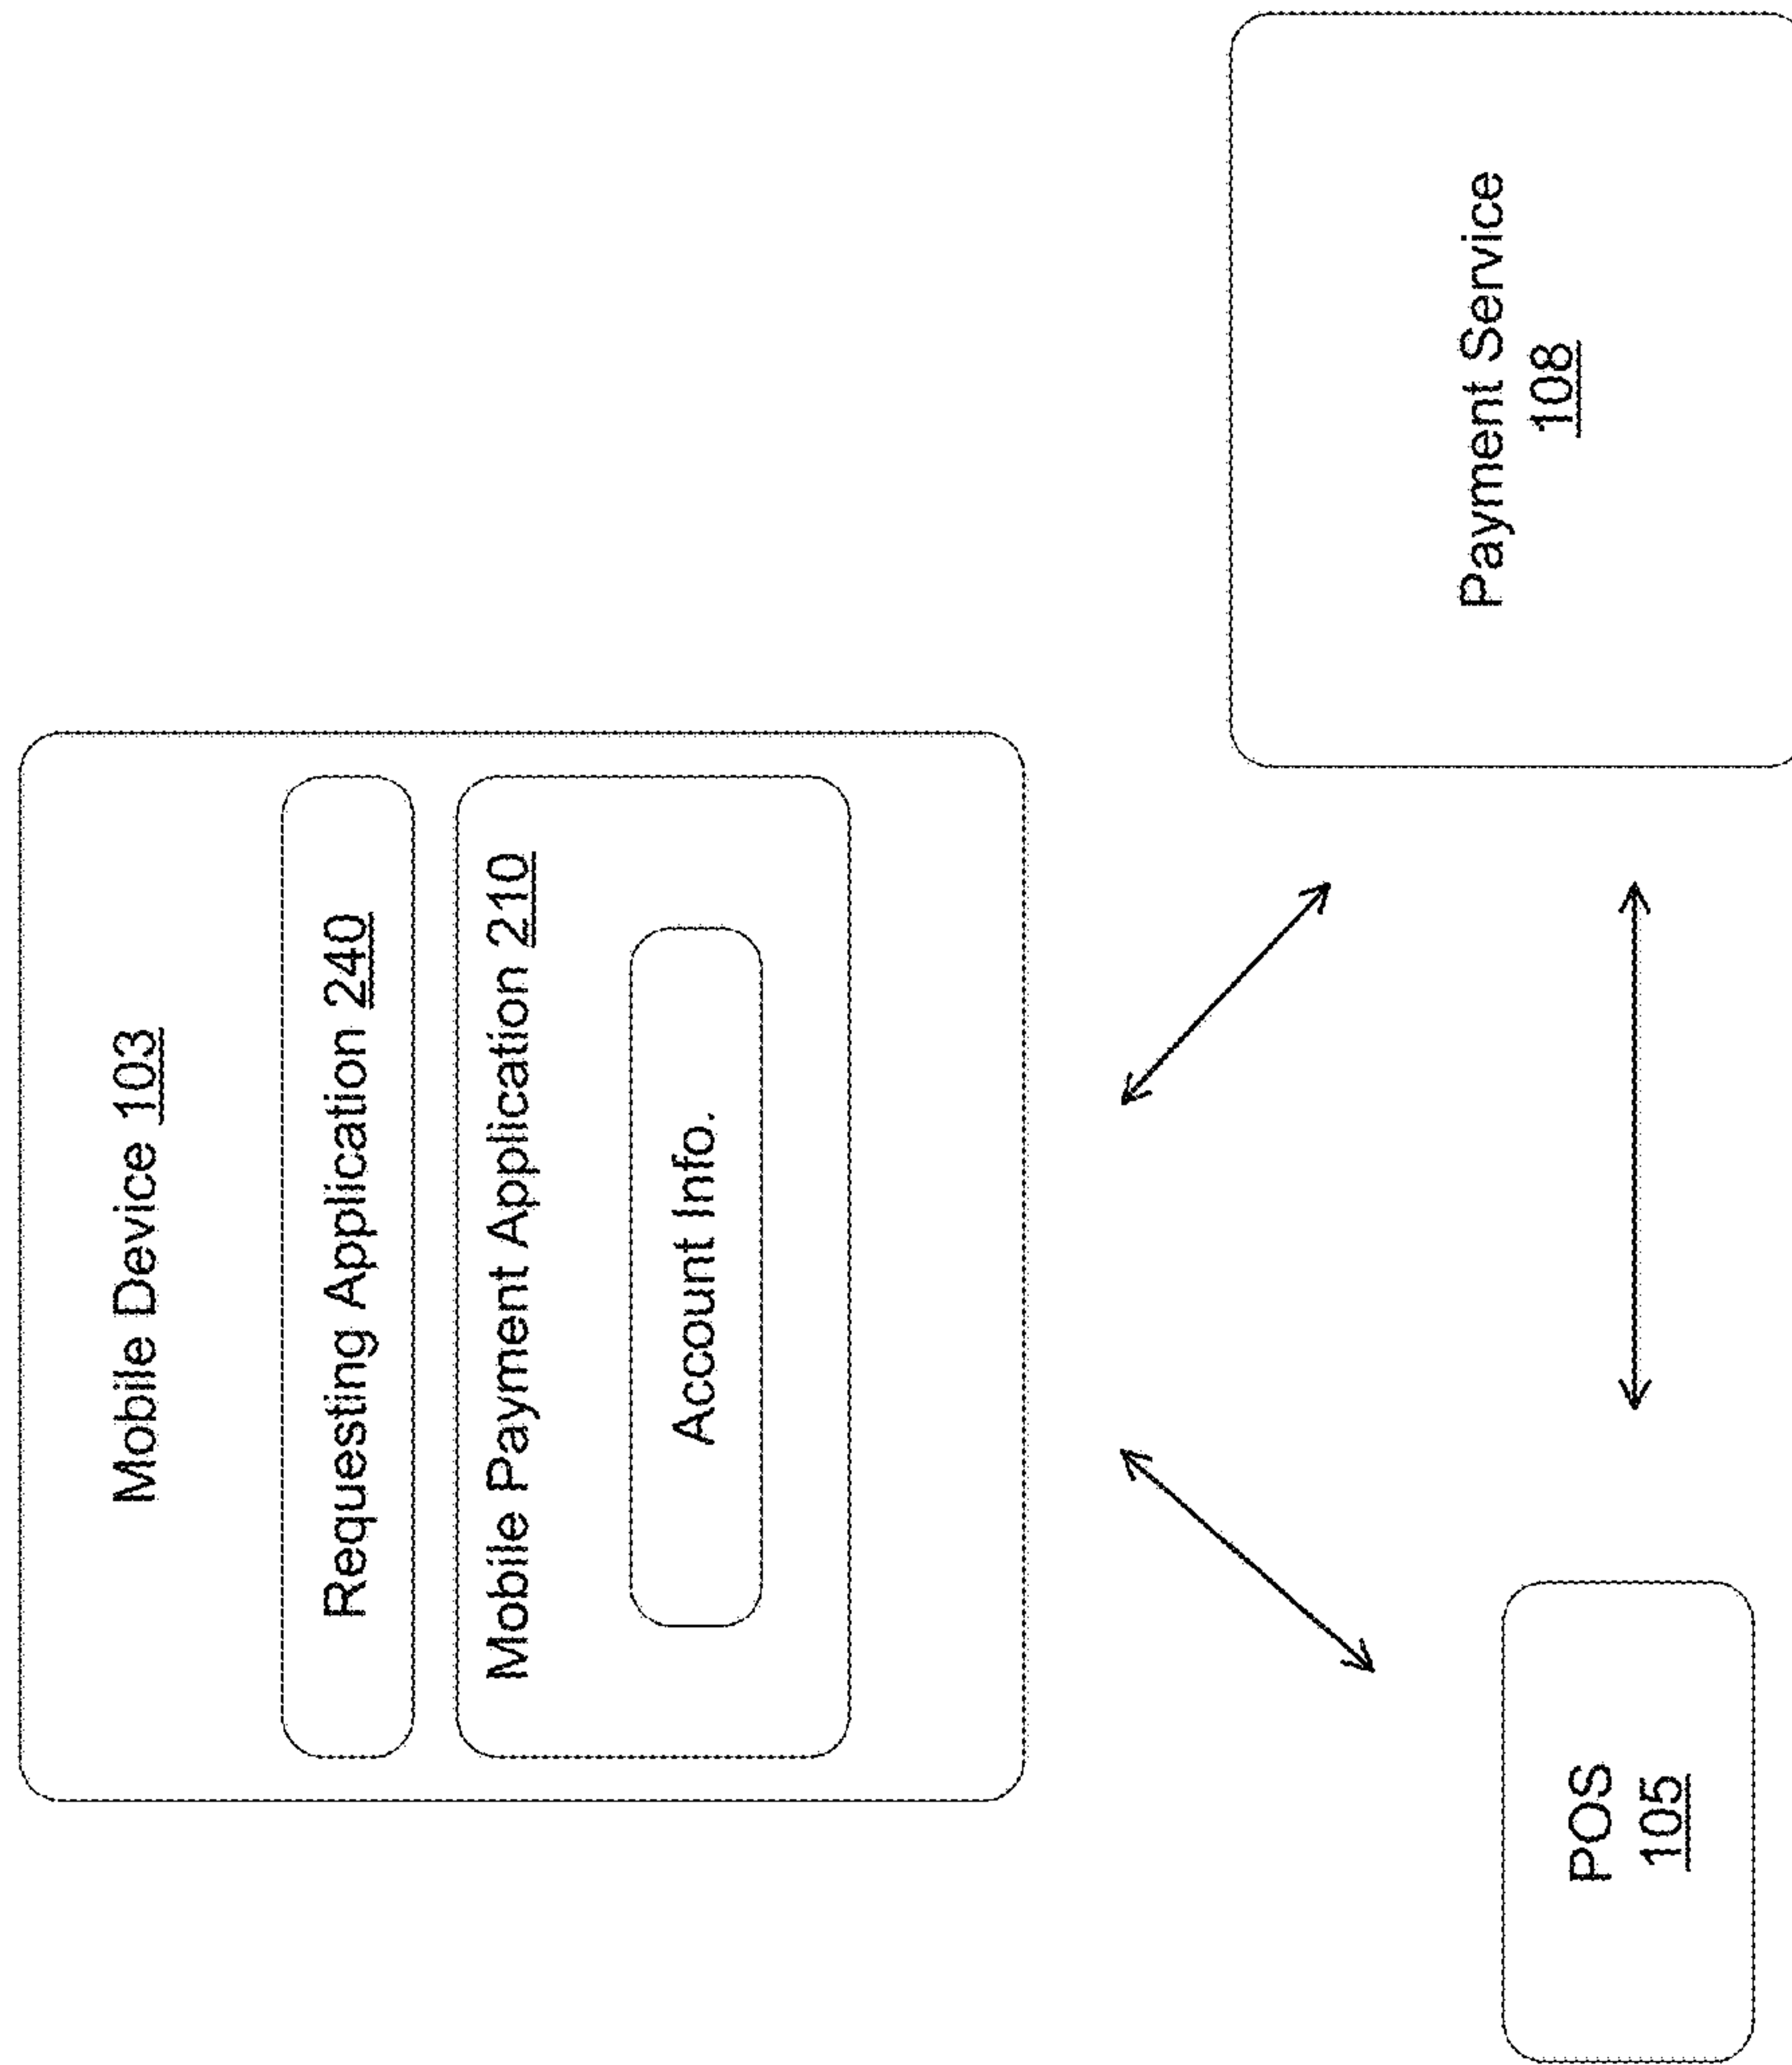 Mobile Device 103
Requesting Application 240
Mobile Payment Application 210
Account Info.
POS
105
Payment Service
108